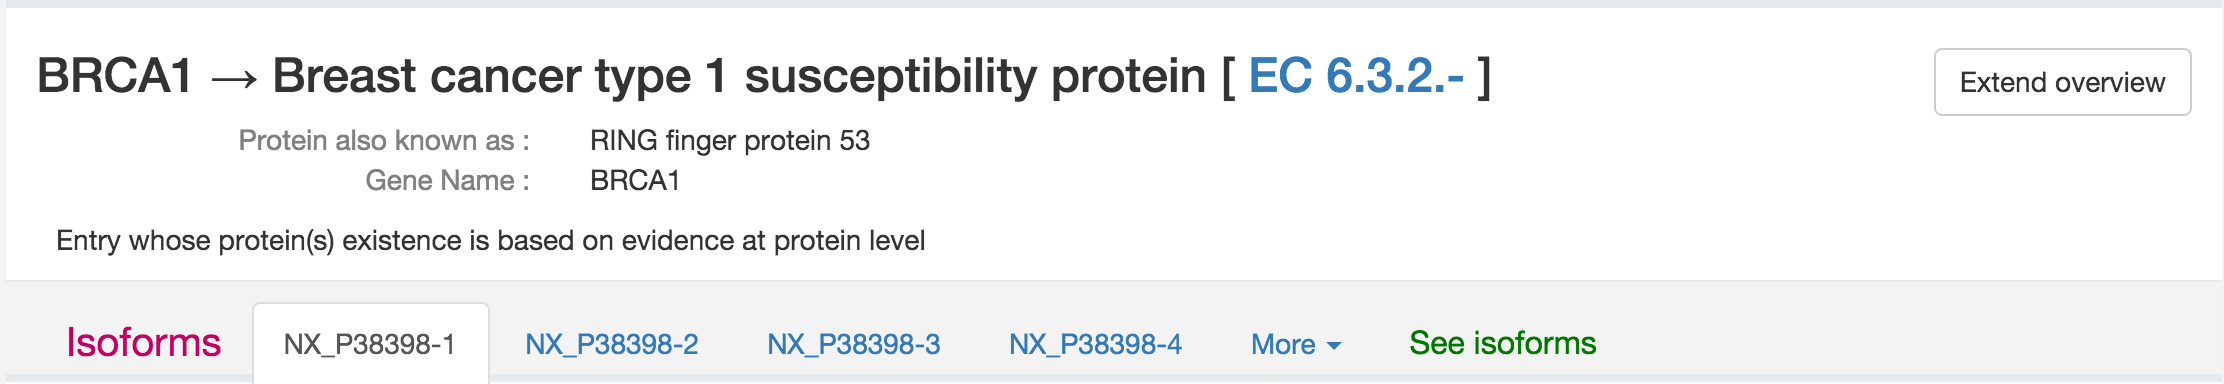 BRCA1 → Breast cancer type 1 susceptibility protein [ EC 6.3.2.- ]
Extend overview
Protein also known as : RING finger protein 53
Gene Name : BRCA1
Entry whose protein(s) existence is based on evidence at protein level
Isoforms NX_P38398-1 NX_P38398-2 NX_P38398-3 NX_P38398-4 More See isoforms